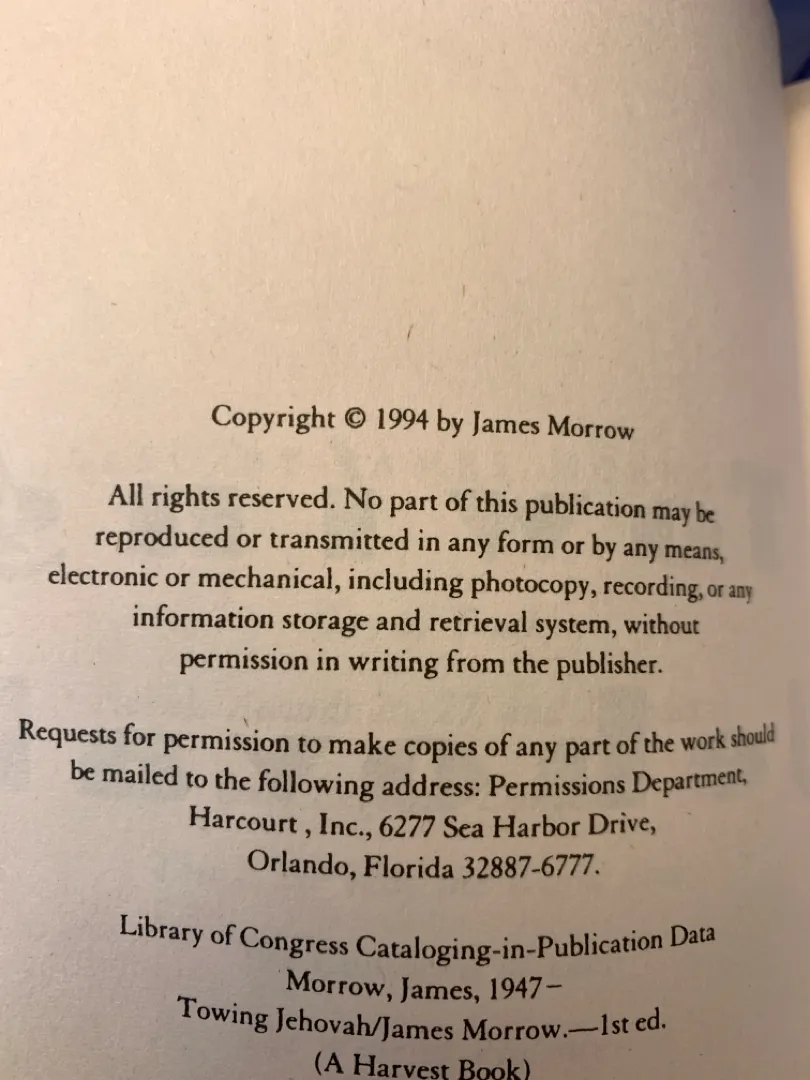 Copyright © 1994 by James Morrow
All rights reserved. No part of this publication may be
reproduced or transmitted in any form or by any means,
electronic or mechanical, including photocopy, recording, or any
information storage and retrieval system, without
permission in writing from the publisher.
Requests for permission to make copies of any part of the work should
be mailed to the following address: Permissions Department,
Harcourt , Inc., 6277 Sea Harbor Drive,
Orlando, Florida 32887-6777.
Library of Congress Cataloging-in-Publication Data
Morrow, James, 1947–
Towing Jehovah/James Morrow.—1st ed.
(A Harvest Book)